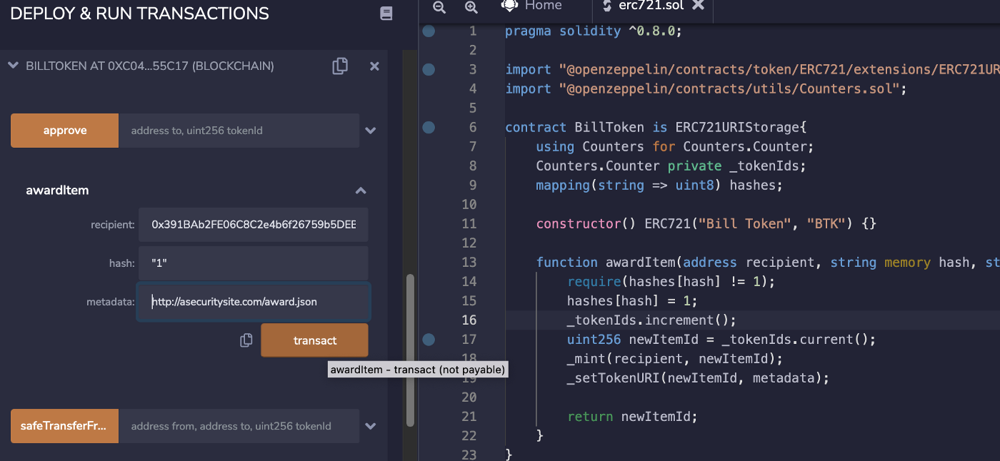 DEPLOY & RUN TRANSACTIONS
BILLTOKEN AT 0XC04...55C17 (BLOCKCHAIN)
approve
address to, uint256 tokenId
awardItem
recipient:
0x391BAb2FE06C8C2e4b6f26759b5DEE
hash:
"1"
metadata:
http://asecuritysite.com/award.json
transact
awardItem - transact (not payable)
safeTransferFr...
address from, address to, uint256 tokenId
Home
erc721.sol
1 pragma solidity ^0.8.0;
2
3 import "@openzeppelin/contracts/token/ERC721/extensions/ERC721UR
4 import "@openzeppelin/contracts/utils/Counters.sol";
5
6 contract BillToken is ERC721URIStorage{
7 using Counters for Counters.Counter;
8 Counters.Counter private _tokenIds;
9 mapping(string => uint8) hashes;
10
11 constructor() ERC721("Bill Token", "BTK") {}
12
13 function awardItem(address recipient, string memory hash, st
14 require(hashes[hash] != 1);
15 hashes[hash] = 1;
16 _tokenIds.increment();
17 uint256 newItemId = _tokenIds.current();
18 _mint(recipient, newItemId);
19 _setTokenURI(newItemId, metadata);
20
21 return newItemId;
22 }
23 }